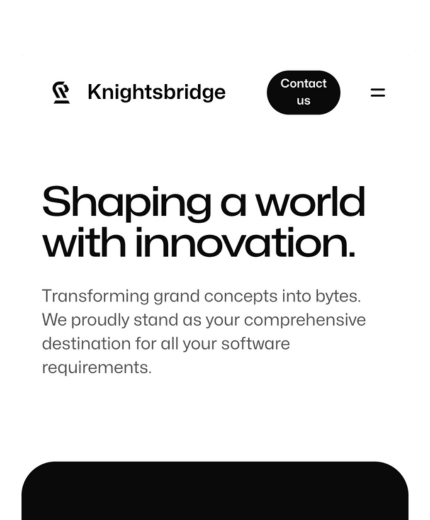 Knightsbridge
Contact
us
Shaping a world
with innovation.
Transforming grand concepts into bytes.
We proudly stand as your comprehensive
destination for all your software
requirements.